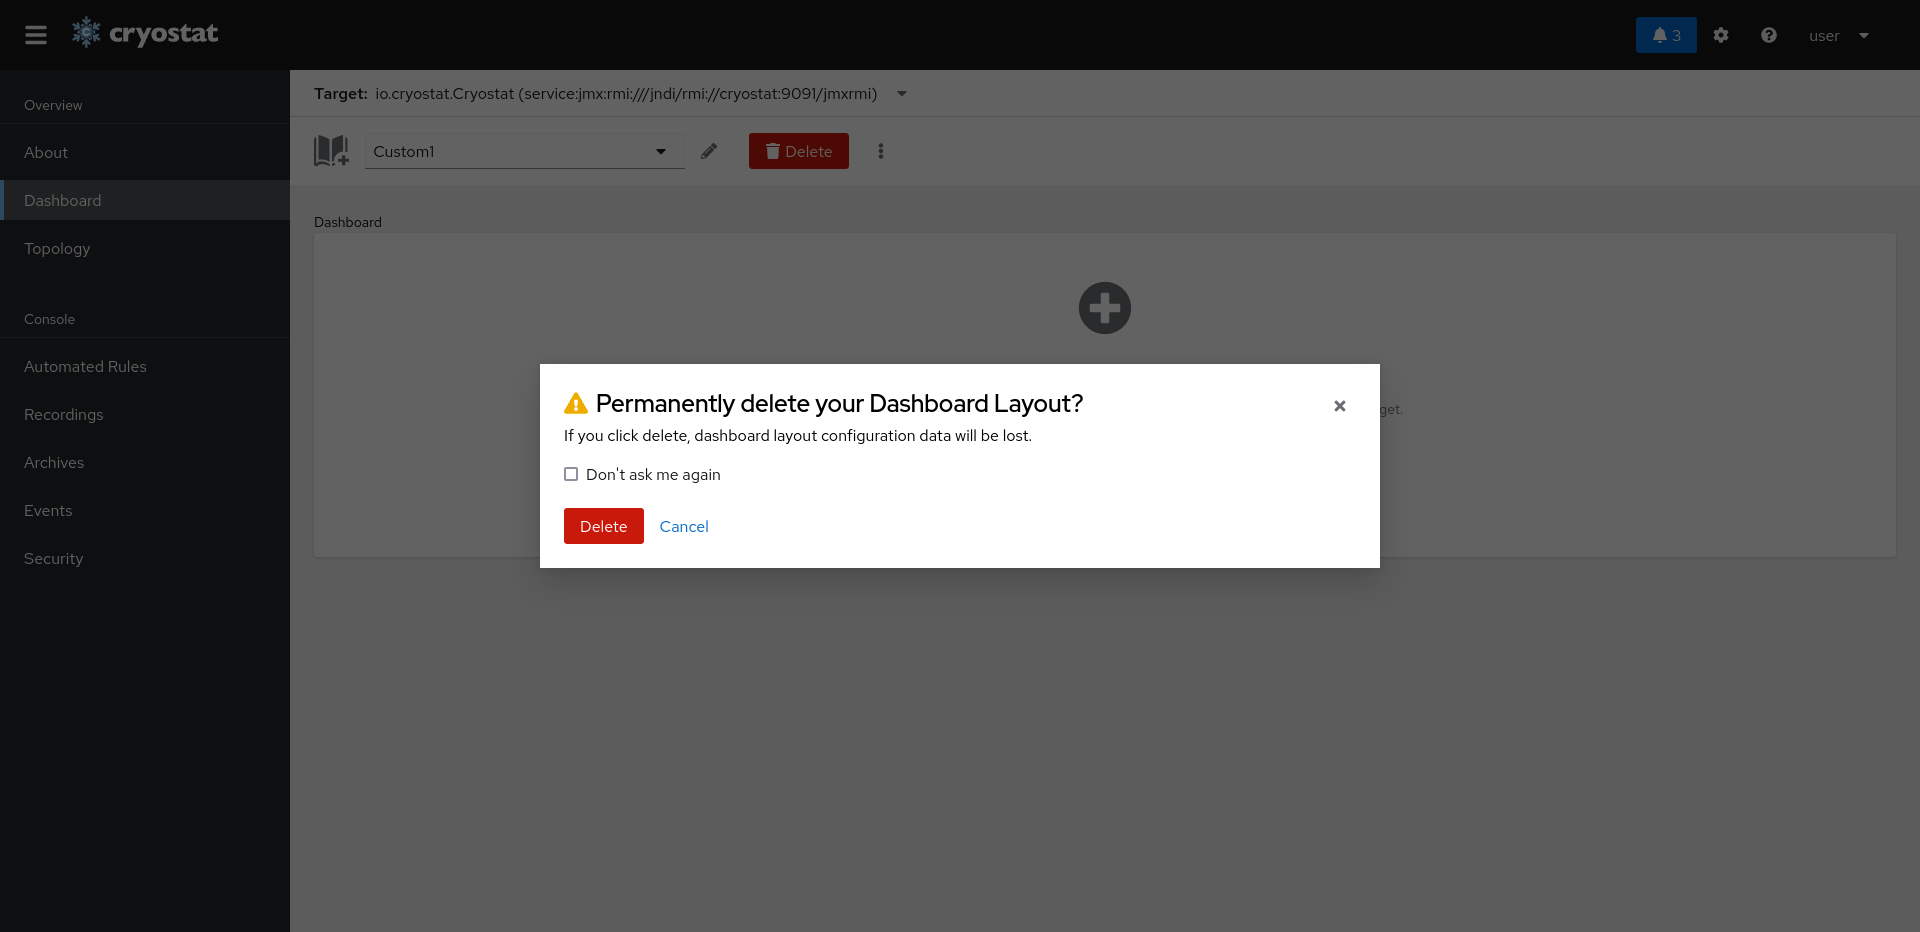 cryostat
3
user
Overview
About
Dashboard
Topology
Console
Automated Rules
Recordings
Archives
Events
Security
Target: io.cryostat.Cryostat (service:jmx:rmi:///jndi/rmi://cryostat:9091/jmxrmi)
Custom1
Delete
Dashboard
get.
Permanently delete your Dashboard Layout?
If you click delete, dashboard layout configuration data will be lost.
Don't ask me again
Delete
Cancel